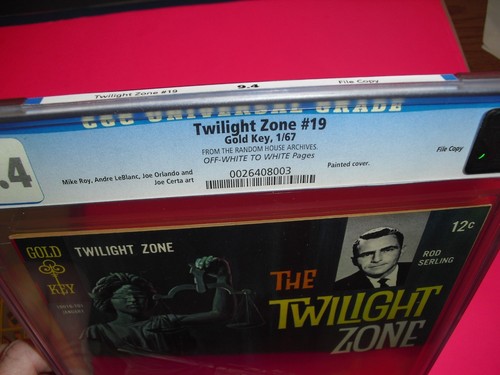 Twilight Zone #19 9.4 File Copy
CGC UNIVERSAL GRADE
Twilight Zone #19
Gold Key, 1/67
FROM THE RANDOM HOUSE ARCHIVES.
OFF-WHITE TO WHITE Pages
.4
Mike Roy, Andre LeBlanc, Joe Orlando and
Joe Certa art
0026408003
Painted cover.
File Copy
GOLD
KEY
TWILIGHT ZONE
12c
ROD
SERLING
THE
TWILIGHT
ZONE